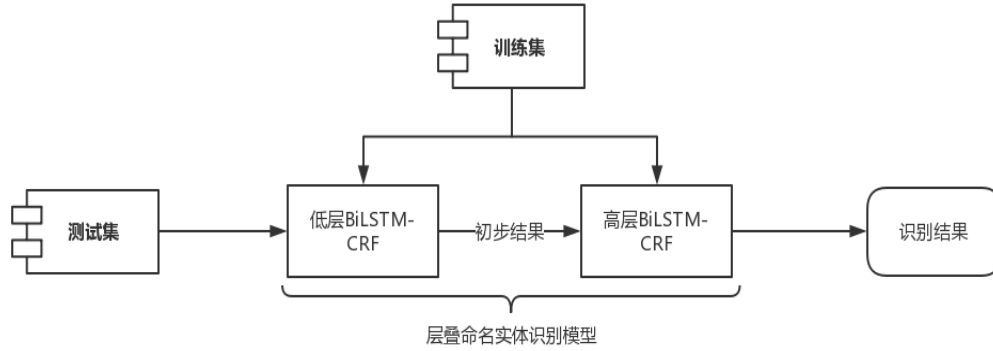 训练集
测试集
低层BiLSTM-
CRF
初步结果
高层BiLSTM-
CRF
识别结果
层叠命名实体识别模型